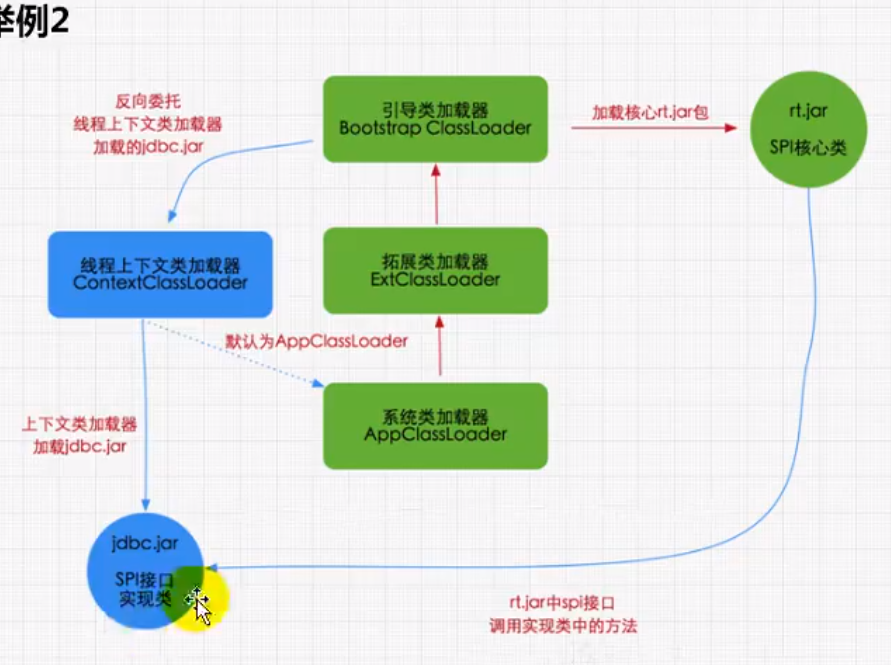 举例2
反向委托
线程上下文类加载器
加载的jdbc.jar
引导类加载器
Bootstrap ClassLoader
加载核心rt.jar包
rt.jar
SPI核心类
线程上下文类加载器
ContextClassLoader
拓展类加载器
ExtClassLoader
默认为AppClassLoader
系统类加载器
AppClassLoader
上下文类加载器
加载jdbc.jar
jdbc.jar
SPI接口
实现类
rt.jar中spi接口
调用实现类中的方法